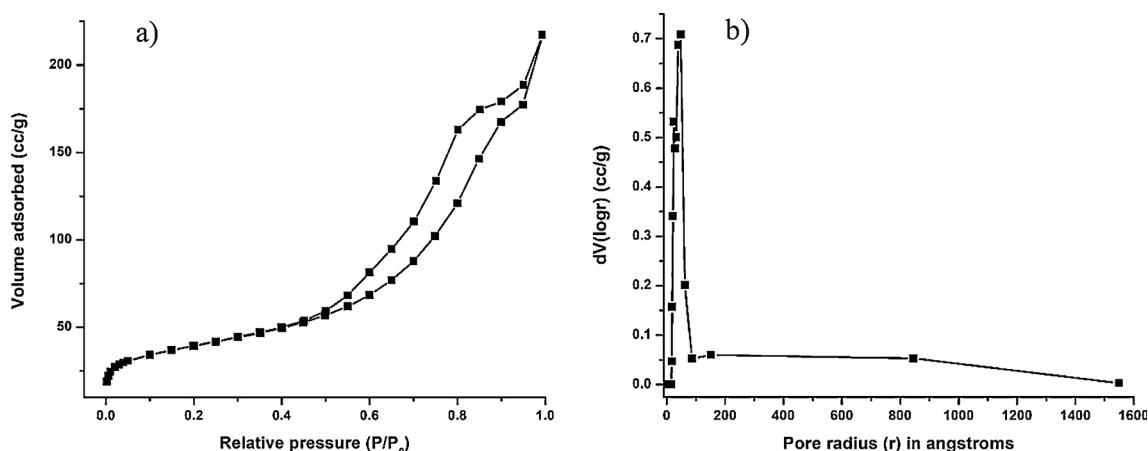 a)
200
150
100
50
Volume adsorbed (cc/g)
0.0 0.2 0.4 0.6 0.8 1.0
Relative pressure (P/P₀)
b)
0.7
0.6
0.5
0.4
0.3
0.2
0.1
0.0
dV(logr) (cc/g)
0 200 400 600 800 1000 1200 1400 1600
Pore radius (r) in angstroms